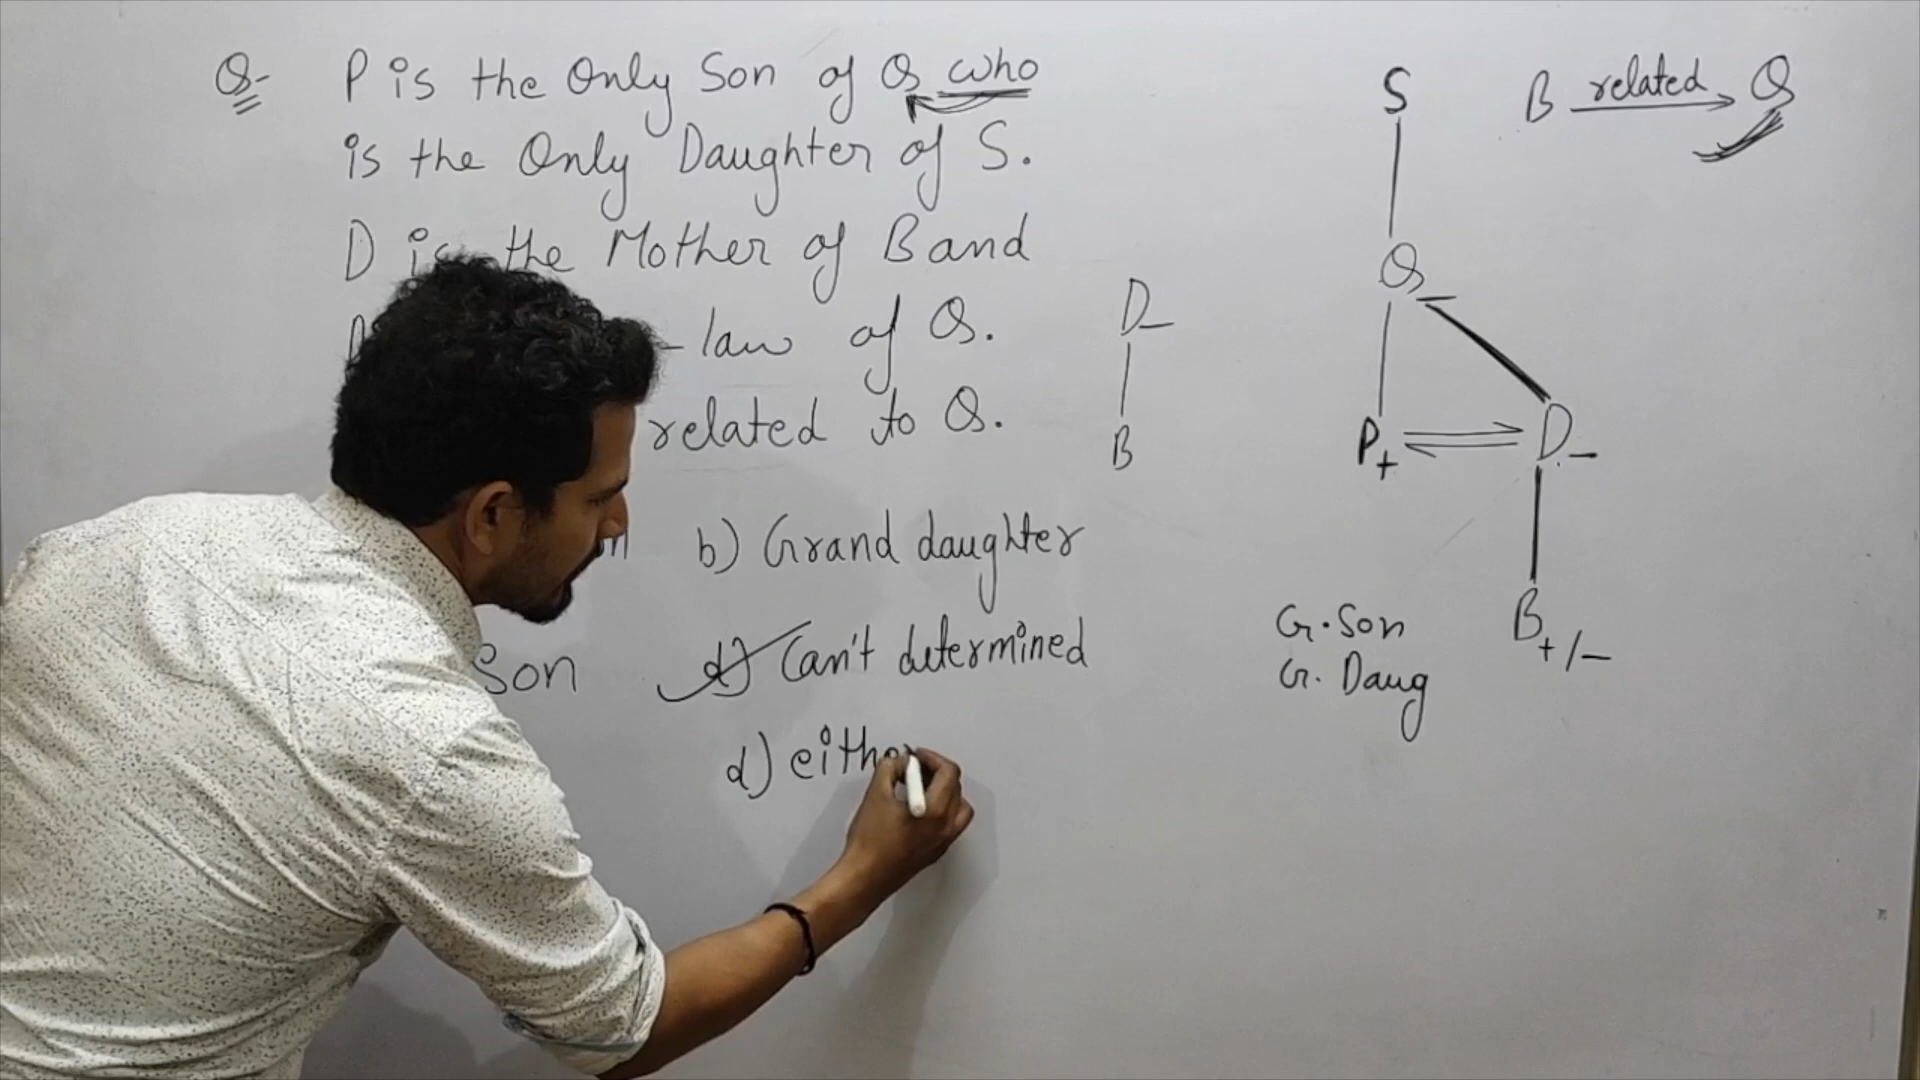 Q- P is the Only Son of Q who
is the Only Daughter of S.
D is the Mother of B and
-law of Q.
related to Q.
b) Grand daughter
Son d) Can't determined
d) either
D-
B
S
Q
P+ D-
B+/-
G. Son
G. Daug
B related Q